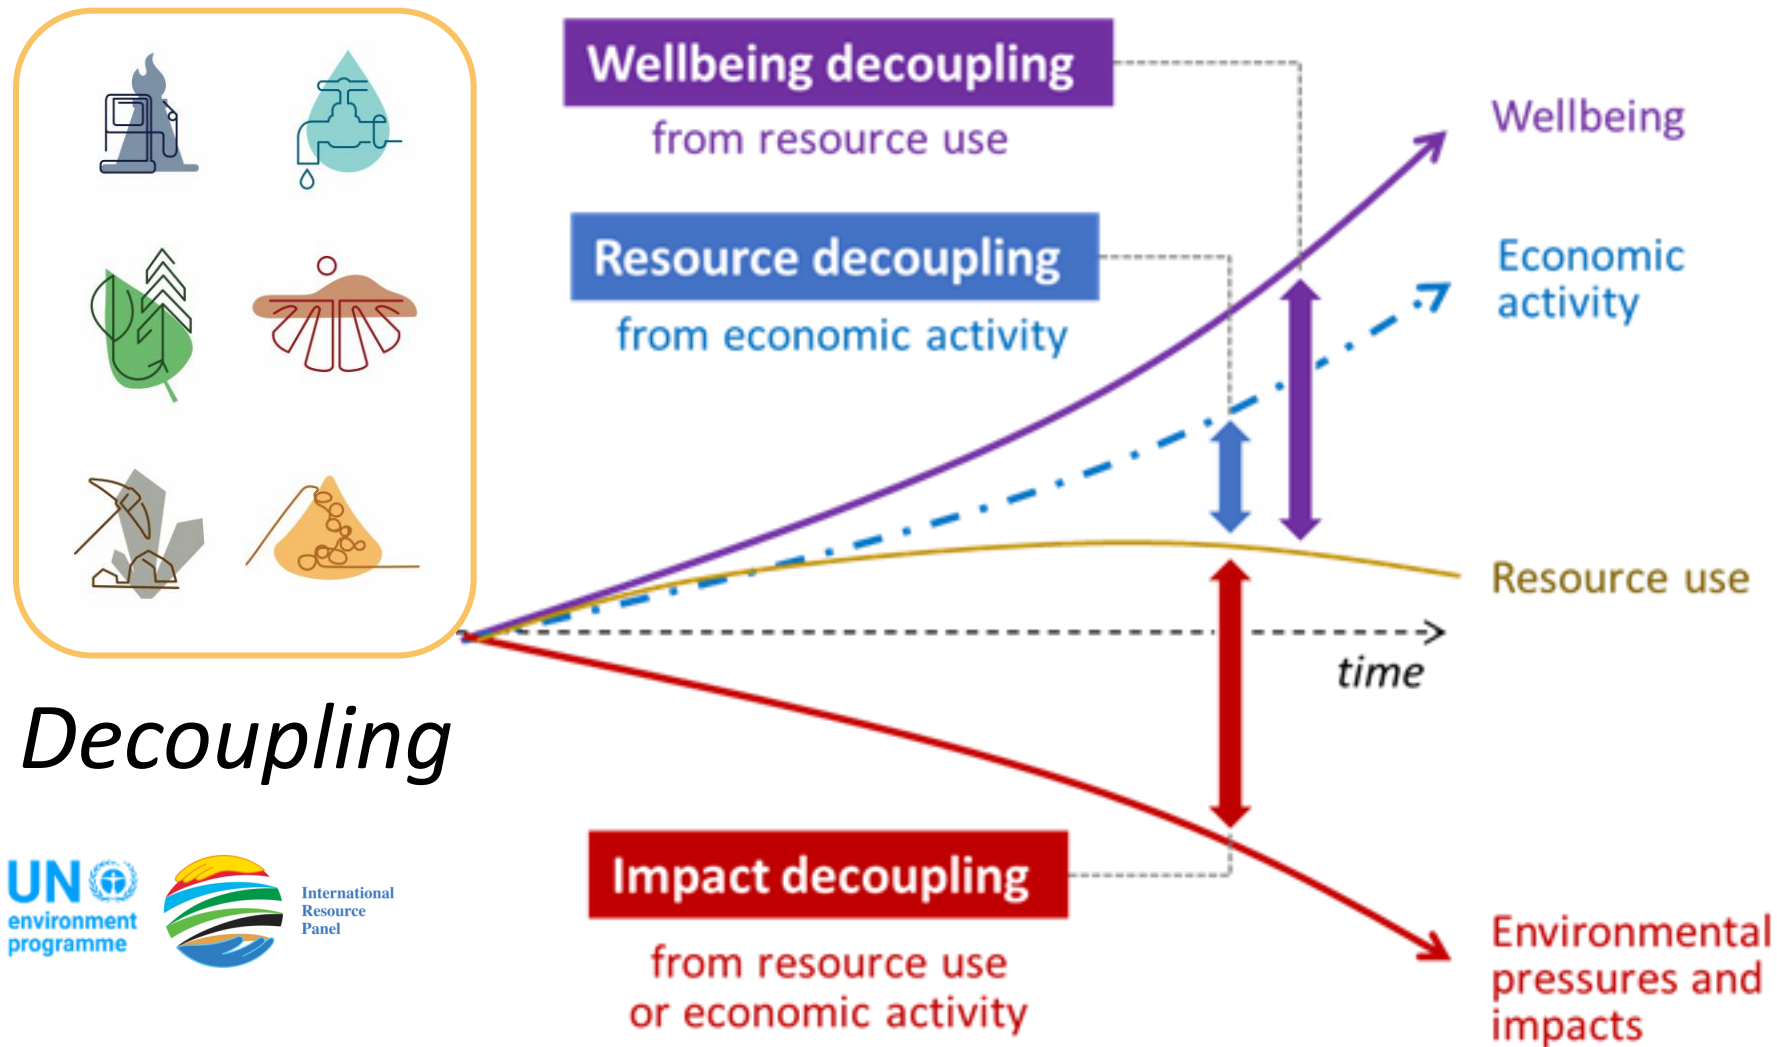 Wellbeing decoupling
from resource use
Wellbeing
Resource decoupling
from economic activity
Economic
activity
Resource use
time
Decoupling
Impact decoupling
from resource use
or economic activity
Environmental
pressures and
impacts
UN
environment
programme
International
Resource
Panel